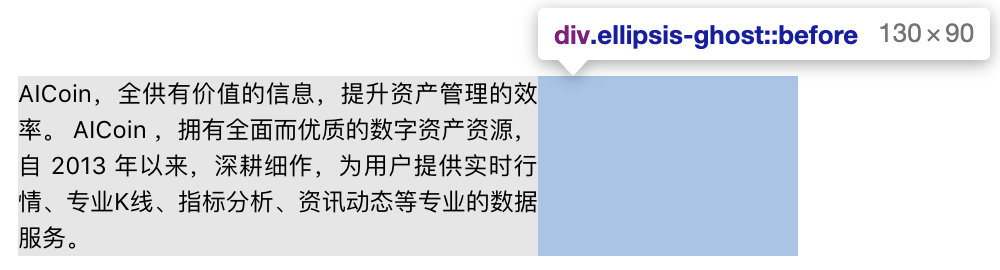 div.ellipsis-ghost::before 130 × 90
AICoin，全供有价值的信息，提升资产管理的效
率。 AICoin ，拥有全面而优质的数字资产资源，
自 2013 年以来，深耕细作，为用户提供实时行
情、专业K线、指标分析、资讯动态等专业的数据
服务。